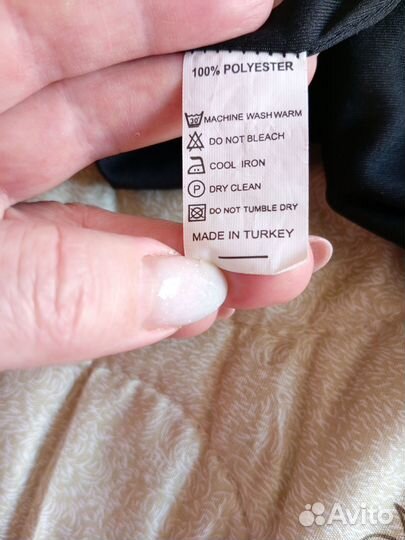 100% POLYESTER
30° MACHINE WASH WARM
DO NOT BLEACH
COOL IRON
P DRY CLEAN
DO NOT TUMBLE DRY
MADE IN TURKEY
Avito